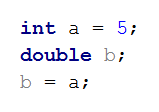 int a = 5;
double b;
b = a;